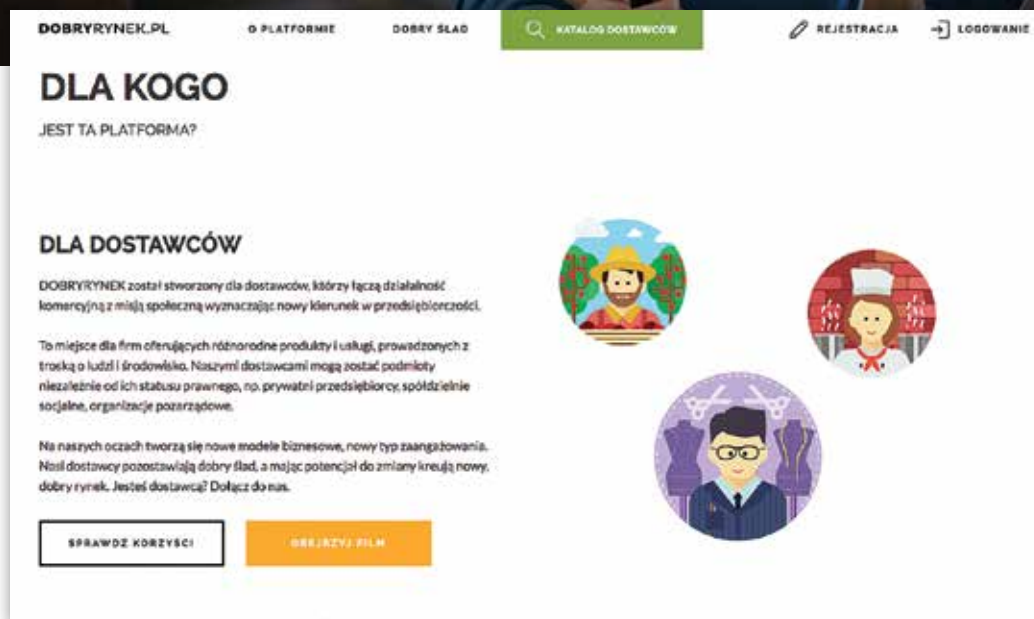 DOBRYRYNEK.PL O PLATFORMIE DOBRY ŚLAD KATALOG DOSTAWCÓW REJESTRACJA LOGOWANIE
DLA KOGO
JEST TA PLATFORMA?
DLA DOSTAWCÓW
DOBRYRYNEK został stworzony dla dostawców, którzy łączą działalność
komercyjną z misją społeczną wyznaczając nowy kierunek w przedsiębiorczości.
To miejsce dla firm oferujących różnorodne produkty i usługi, prowadzonych z
troską o ludzi i środowisko. Naszymi dostawcami mogą zostać podmioty
niezależnie od ich statusu prawnego, np. prywatni przedsiębiorcy, spółdzielnie
socjalne, organizacje pozarządowe.
Na naszych oczach tworzą się nowe modele biznesowe, nowy typ zaangażowania.
Nasi dostawcy pozostawiają dobry ślad, a mając potencjał do zmiany kreują nowy,
dobry rynek. Jesteś dostawcą? Dołącz do nas.
SPRAWDŹ KORZYŚCI OBEJRZYJ FILM